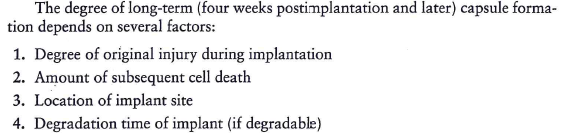 The degree of long-term (four weeks postimplantation and later) capsule forma-
tion depends on several factors:
1. Degree of original injury during implantation
2. Amount of subsequent cell death
3. Location of implant site
4. Degradation time of implant (if degradable)